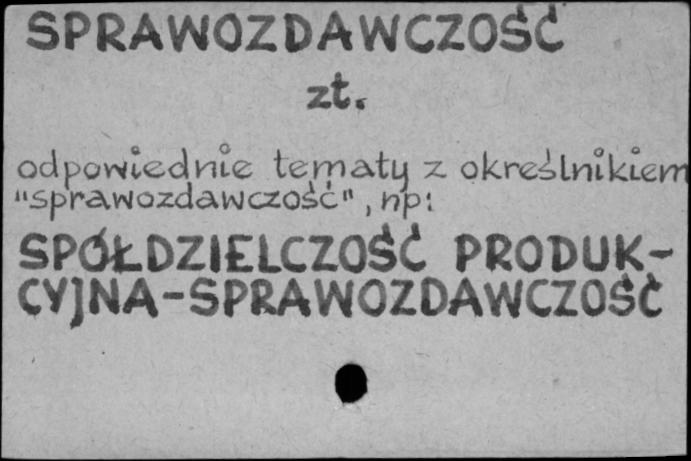 SPRAWOZDAWCZOŚĆ
zt.
odpowiednie tematy z określnikiem
"sprawozdawczość", np:
SPÓŁDZIELCZOŚĆ PRODUK-
CYJNA-SPRAWOZDAWCZOŚĆ